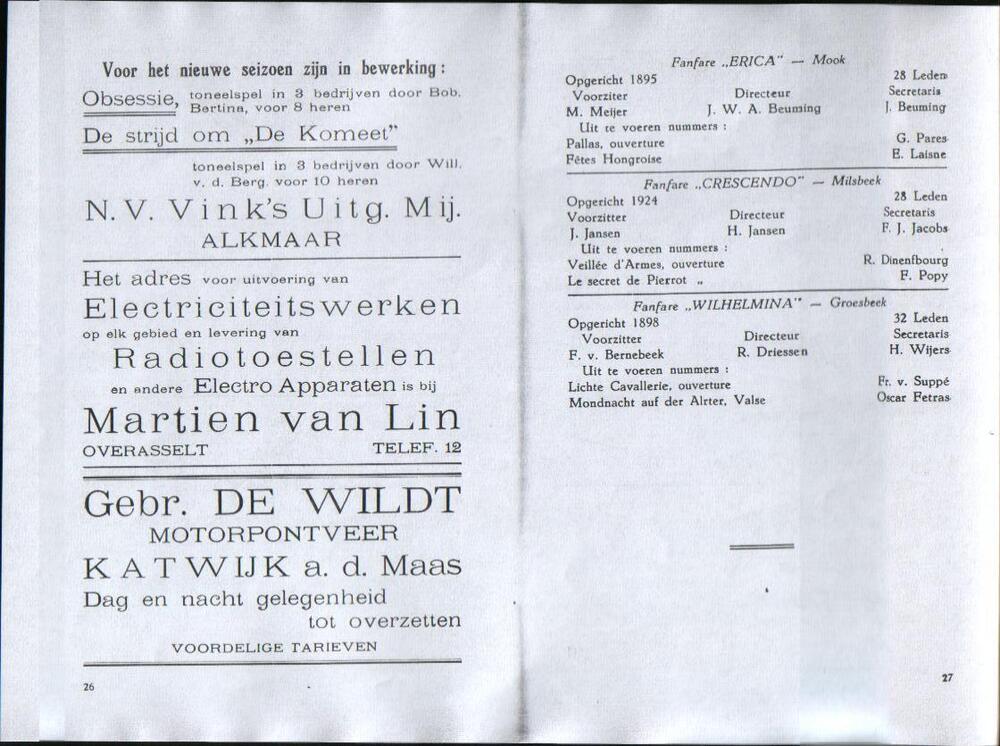 Voor het nieuwe seizoen zijn in bewerking :
Obsessie, toneelspel in 3 bedrijven door Bob.
Bertina, voor 8 heren
De strijd om „De Komeet”
toneelspel in 3 bedrijven door Will.
v. d. Berg. voor 10 heren
N. V. Vink's Uitg. Mij.
ALKMAAR
Het adres voor uitvoering van
Electriciteitswerken
op elk gebied en levering van
Radiotoestellen
en andere Electro Apparaten is bij
Martien van Lin
OVERASSELT TELEF. 12
Gebr. DE WILDT
MOTORPONTVEER
KATWIJK a. d. Maas
Dag en nacht gelegenheid
tot overzetten
VOORDELIGE TARIEVEN
26
Fanfare „ERICA” — Mook
Opgericht 1895 28 Leden
Voorziter Directeur Secretaris
M. Meijer J. W. A. Beuming J. Beuming
Uit te voeren nummers :
Pallas, ouverture G. Pares
Fêtes Hongroise E. Laisne
Fanfare „CRESCENDO” — Milsbeek
Opgericht 1924 28 Leden
Voorzitter Directeur Secretaris
J. Jansen H. Jansen F. J. Jacobs
Uit te voeren nummers :
Veillée d'Armes, ouverture R. Dinenfbourg
Le secret de Pierrot „ F. Popy
Fanfare „WILHELMINA” — Groesbeek
Opgericht 1898 32 Leden
Voorzitter Directeur Secretaris
F. v. Bernebeek R. Driessen H. Wijers
Uit te voeren nummers :
Lichte Cavallerie, ouverture Fr. v. Suppé
Mondnacht auf der Alrter, Valse Oscar Fetras
27